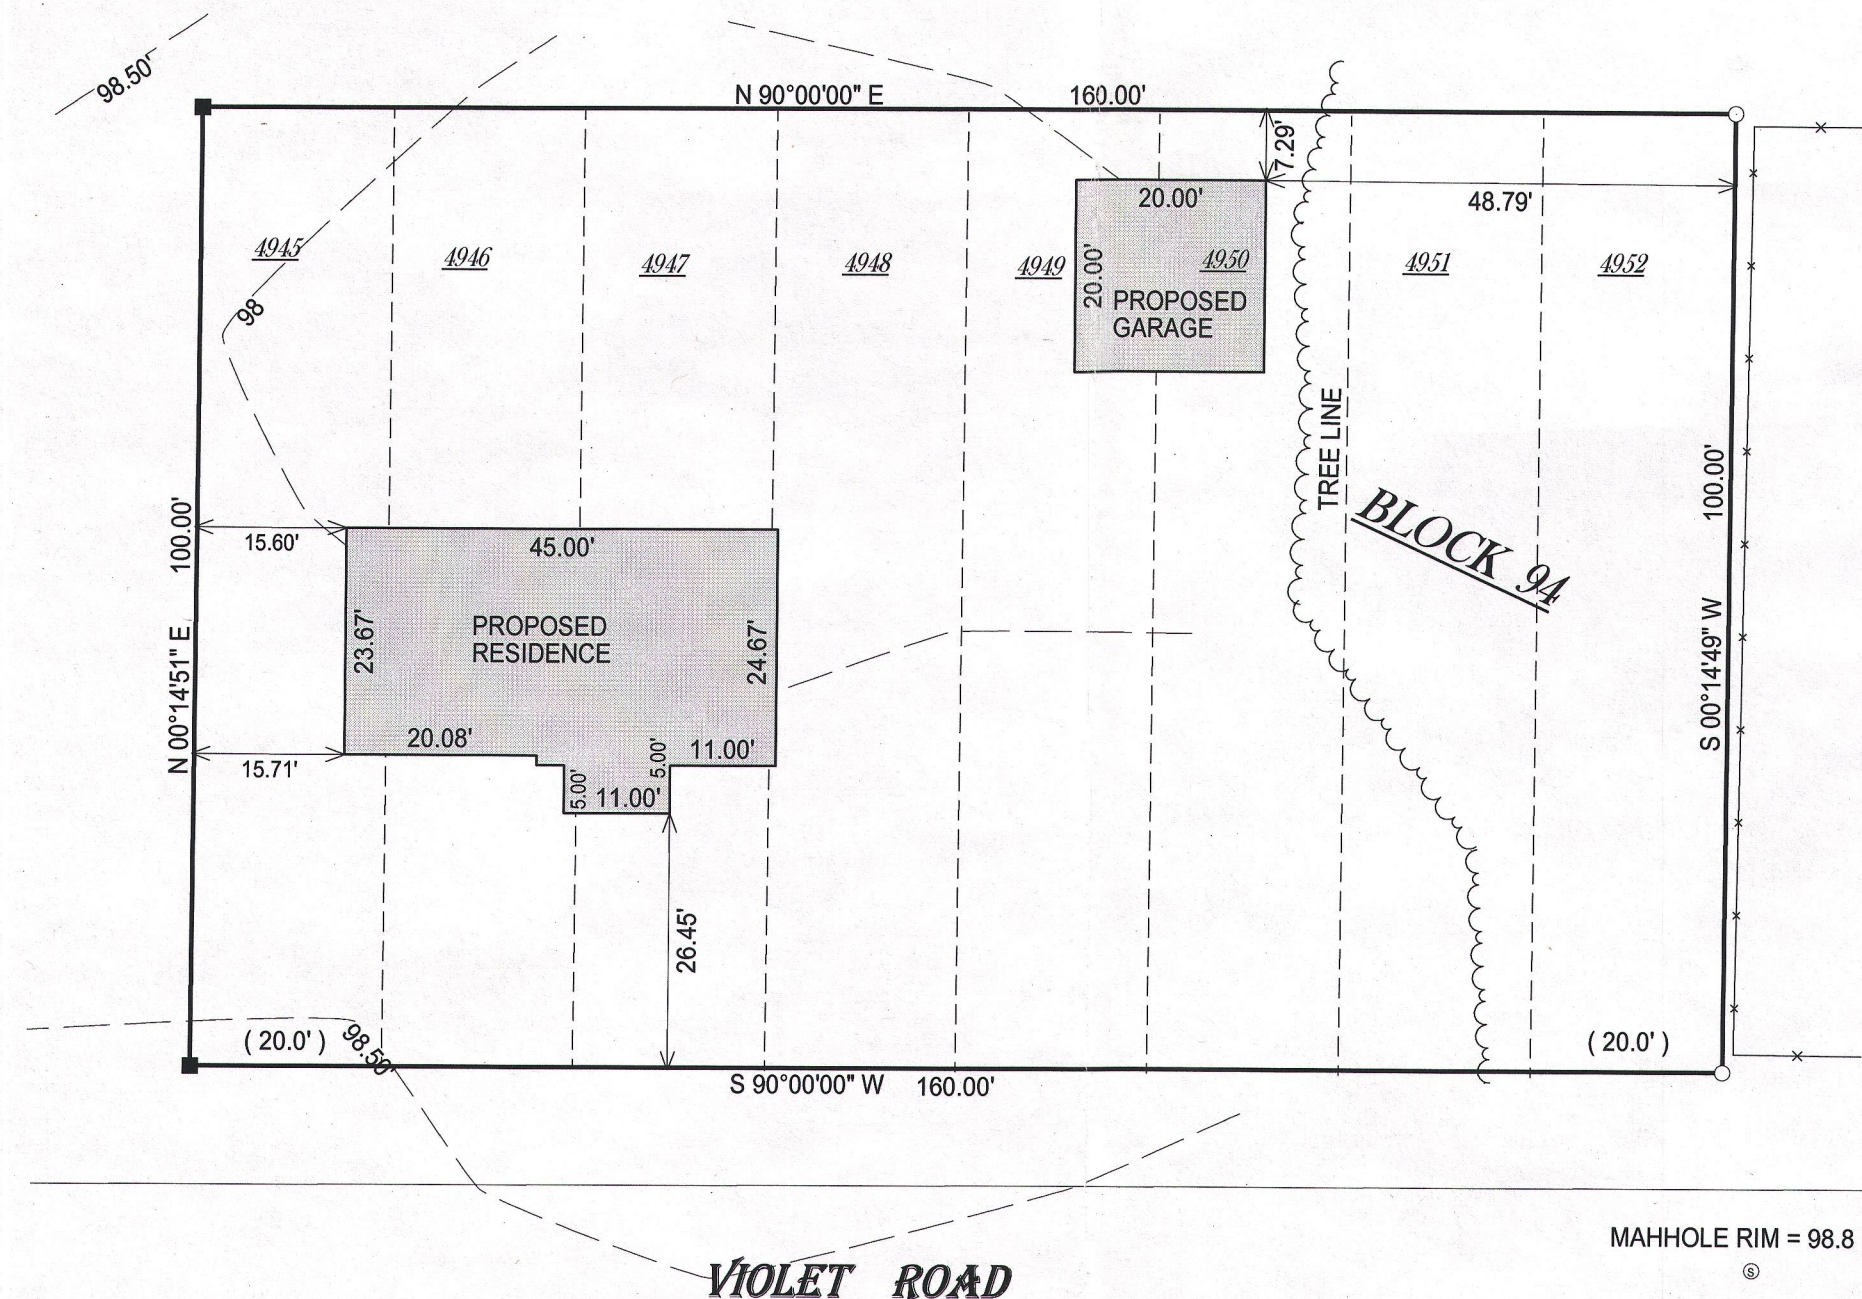 98.50'
N 90°00'00" E 160.00'
7.29'
20.00'
48.79'
4945
4946
4947
4948
4949
4950
4951
4952
20.00'
PROPOSED
GARAGE
98
TREE LINE
BLOCK 94
100.00'
N 00°14'51" E
15.60'
45.00'
23.67'
PROPOSED
RESIDENCE
24.67'
100.00'
S 00°14'49" W
20.08'
15.71'
5.00'
11.00'
5.00'
11.00'
26.45'
( 20.0' )
98.50'
( 20.0' )
S 90°00'00" W 160.00'
MAHHOLE RIM = 98.8
S
VIOLET ROAD